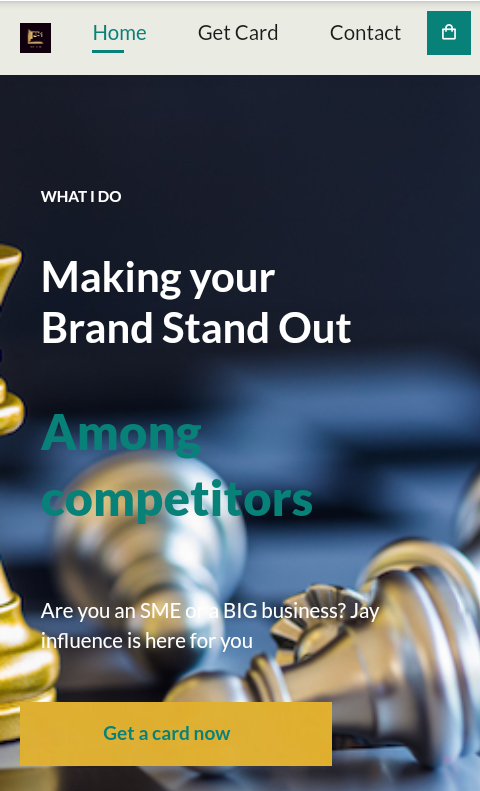 Home Get Card Contact
WHAT I DO
Making your
Brand Stand Out
Among
competitors
Are you an SME or a BIG business? Jay
influence is here for you
Get a card now